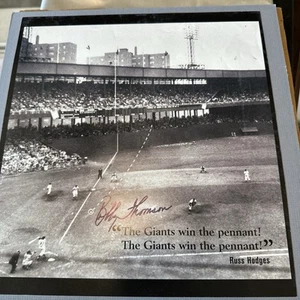 Bobby Thomson
“The Giants win the pennant!
The Giants win the pennant!”
Russ Hodges